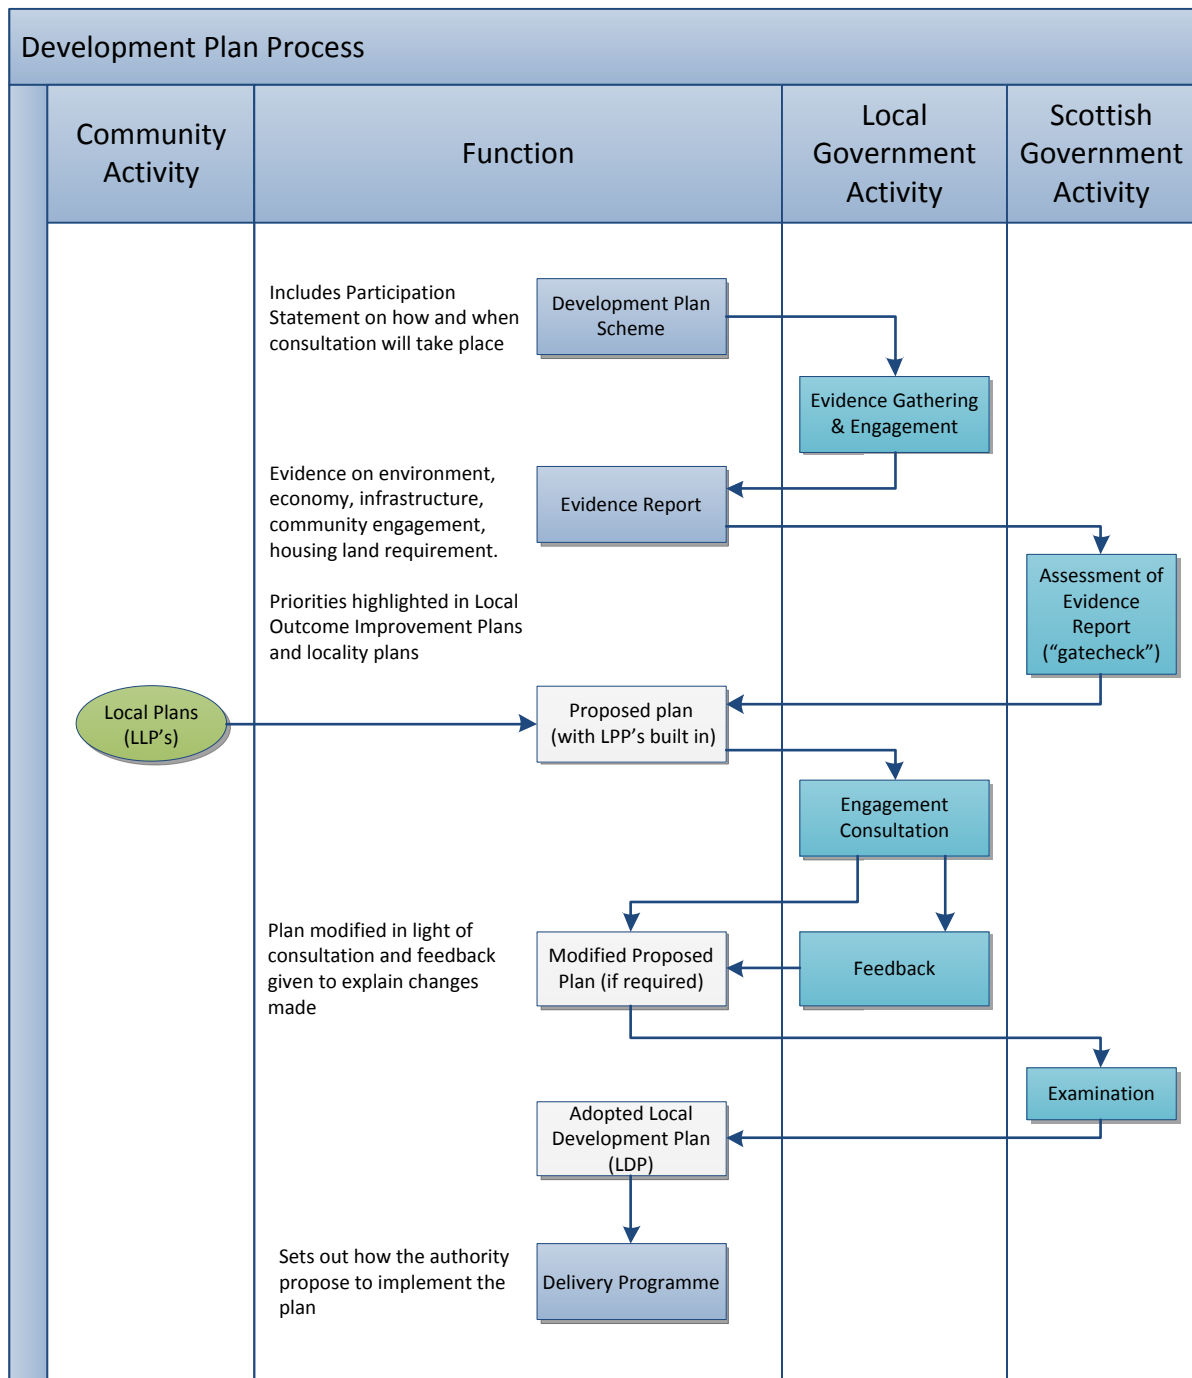 Development Plan Process
Community
Activity
Function
Local
Government
Activity
Scottish
Government
Activity
Includes Participation
Statement on how and when
consultation will take place
Development Plan
Scheme
Evidence Gathering
& Engagement
Evidence on environment,
economy, infrastructure,
community engagement,
housing land requirement.
Evidence Report
Assessment of
Evidence
Report
(“gatecheck”)
Priorities highlighted in Local
Outcome Improvement Plans
and locality plans
Local Plans
(LLP’s)
Proposed plan
(with LPP’s built in)
Engagement
Consultation
Plan modified in light of
consultation and feedback
given to explain changes
made
Modified Proposed
Plan (if required)
Feedback
Examination
Adopted Local
Development Plan
(LDP)
Sets out how the authority
propose to implement the
plan
Delivery Programme